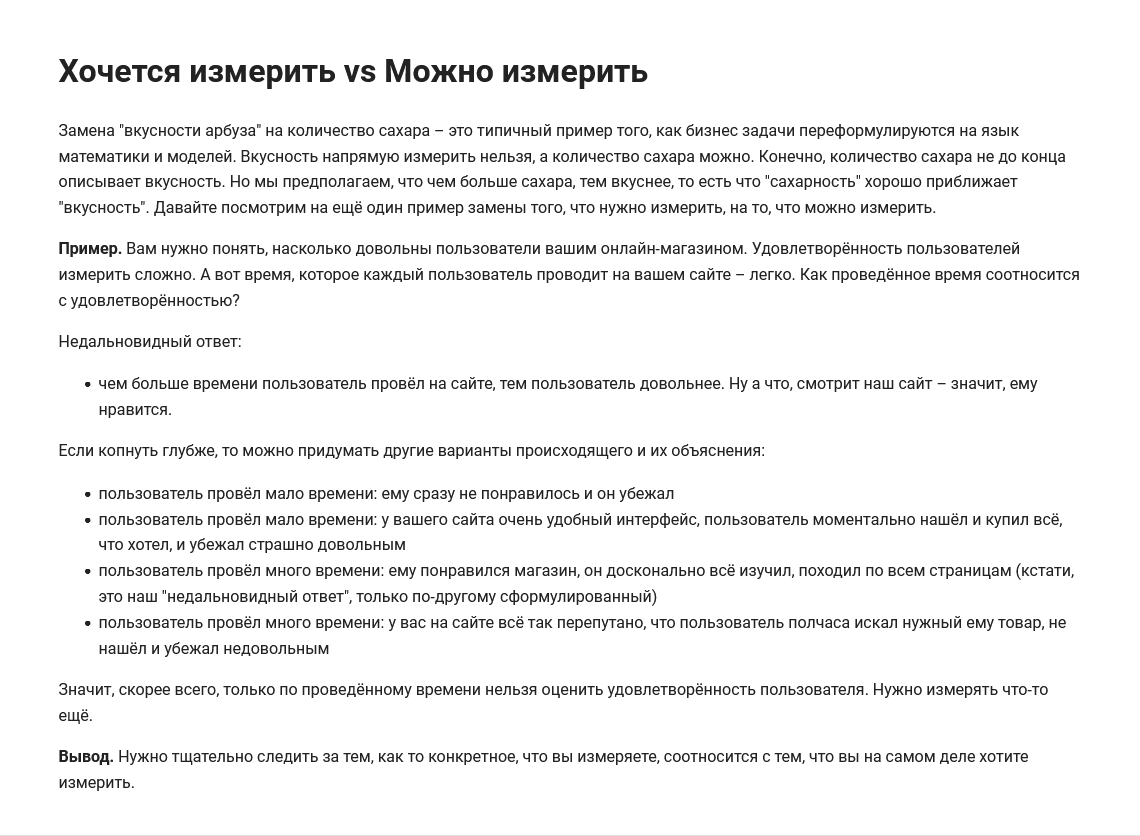 Хочется измерить vs Можно измерить
Замена "вкусности арбуза" на количество сахара – это типичный пример того, как бизнес задачи переформулируются на язык
математики и моделей. Вкусность напрямую измерить нельзя, а количество сахара можно. Конечно, количество сахара не до конца
описывает вкусность. Но мы предполагаем, что чем больше сахара, тем вкуснее, то есть что "сахарность" хорошо приближает
"вкусность". Давайте посмотрим на ещё один пример замены того, что нужно измерить, на то, что можно измерить.
Пример. Вам нужно понять, насколько довольны пользователи вашим онлайн-магазином. Удовлетворённость пользователей
измерить сложно. А вот время, которое каждый пользователь проводит на вашем сайте – легко. Как проведённое время соотносится
с удовлетворённостью?
Недальновидный ответ:
• чем больше времени пользователь провёл на сайте, тем пользователь довольнее. Ну а что, смотрит наш сайт – значит, ему
нравится.
Если копнуть глубже, то можно придумать другие варианты происходящего и их объяснения:
• пользователь провёл мало времени: ему сразу не понравилось и он убежал
• пользователь провёл мало времени: у вашего сайта очень удобный интерфейс, пользователь моментально нашёл и купил всё,
что хотел, и убежал страшно довольным
• пользователь провёл много времени: ему понравился магазин, он досконально всё изучил, походил по всем страницам (кстати,
это наш "недальновидный ответ", только по-другому сформулированный)
• пользователь провёл много времени: у вас на сайте всё так перепутано, что пользователь полчаса искал нужный ему товар, не
нашёл и убежал недовольным
Значит, скорее всего, только по проведённому времени нельзя оценить удовлетворённость пользователя. Нужно измерять что-то
ещё.
Вывод. Нужно тщательно следить за тем, как то конкретное, что вы измеряете, соотносится с тем, что вы на самом деле хотите
измерить.